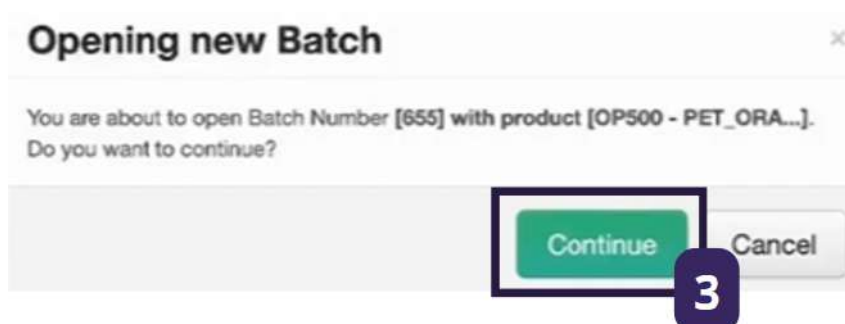 Opening new Batch
×
You are about to open Batch Number [655] with product [OP500 - PET_ORA...].
Do you want to continue?
Continue
Cancel
3